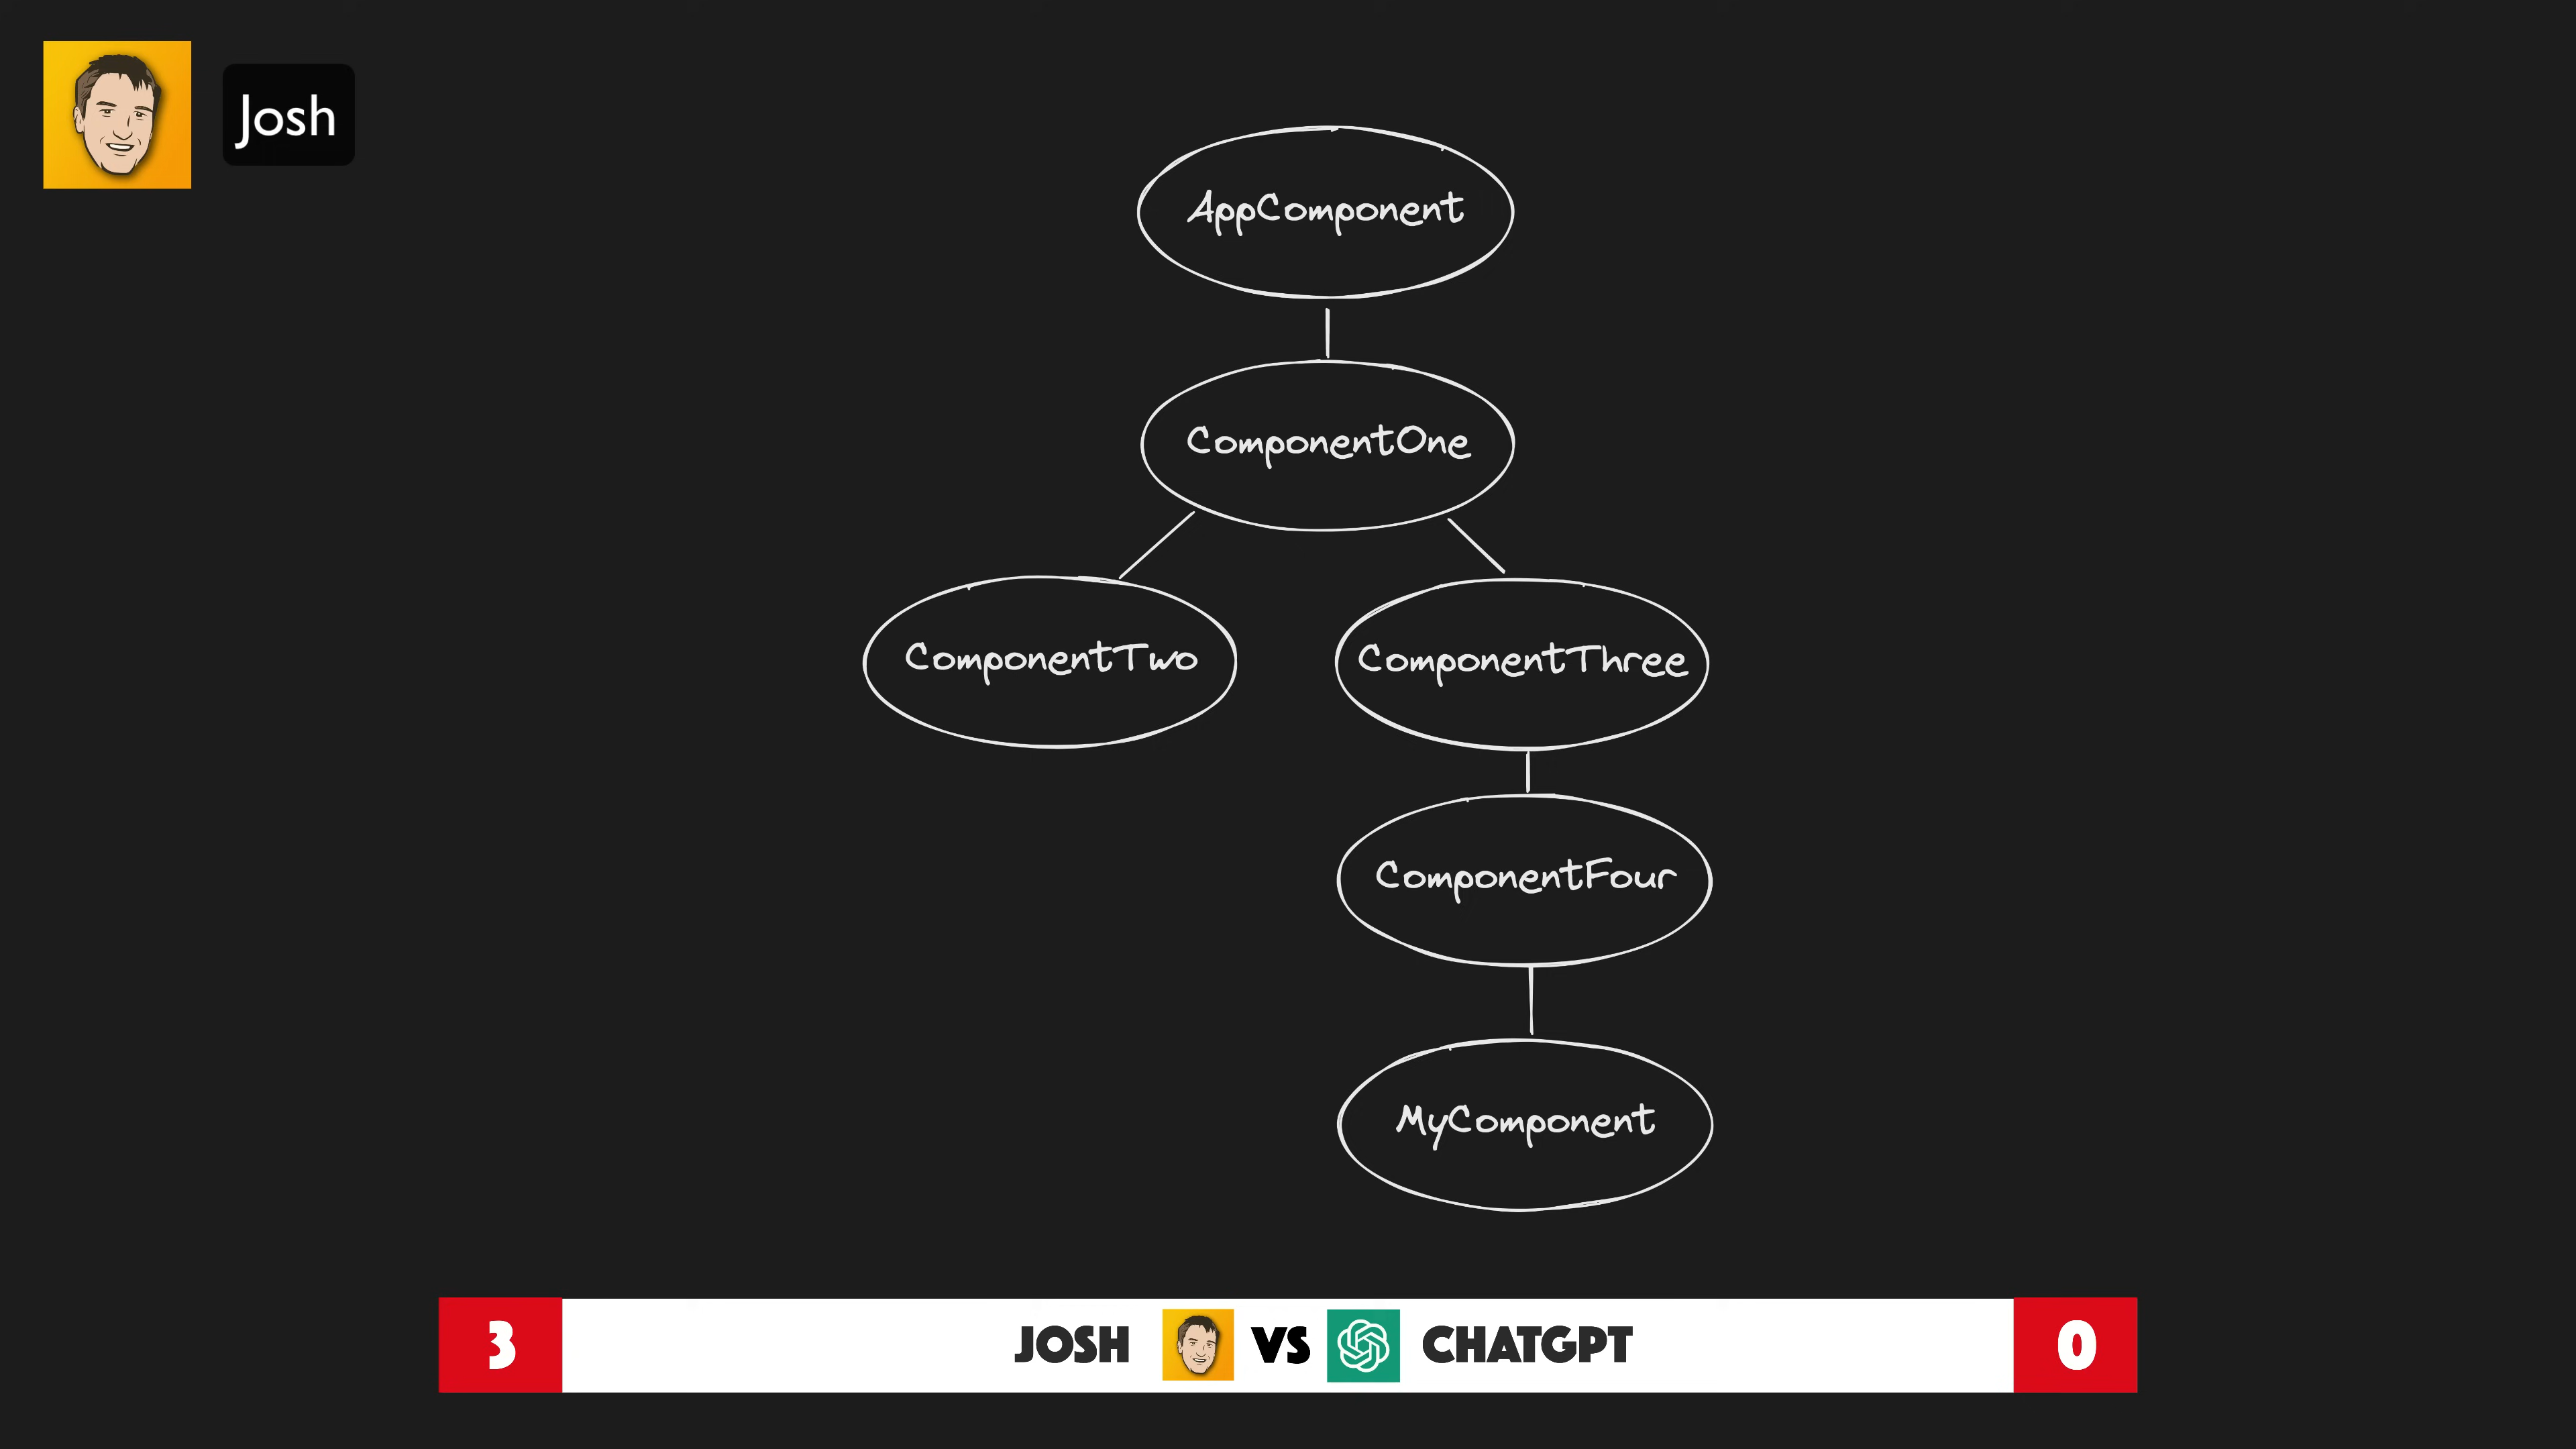 Josh
AppComponent
ComponentOne
ComponentTwo
ComponentThree
ComponentFour
MyComponent
3
JOSH
VS
CHATGPT
0